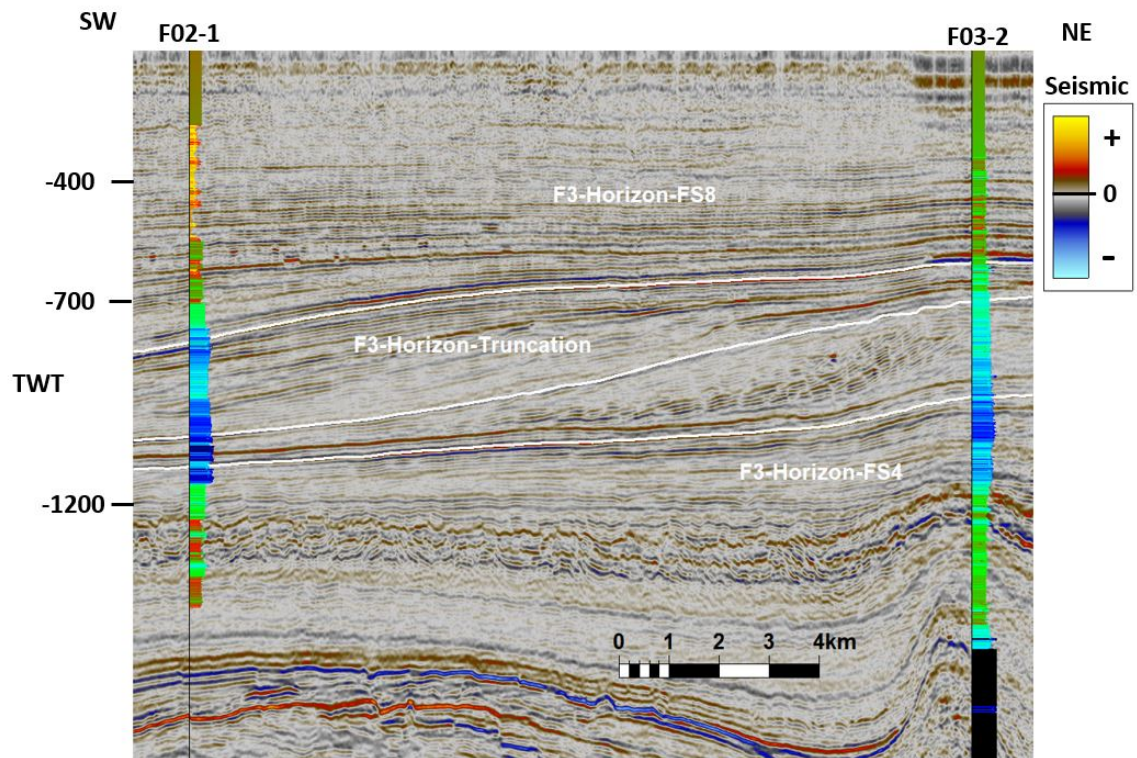 SW
F02-1
F03-2
NE
Seismic
+
0
-
-400
F3-Horizon-FS8
-700
F3-Horizon-Truncation
TWT
F3-Horizon-FS4
-1200
0 1 2 3 4km